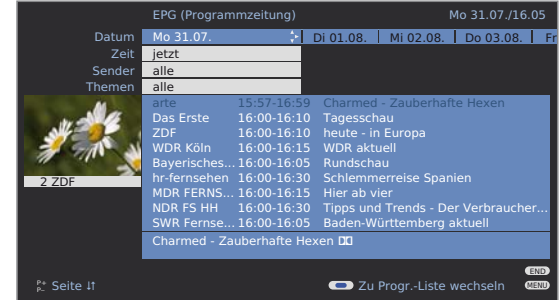 EPG (Programmzeitung) Mo 31.07./16.05
Datum Mo 31.07. Di 01.08. Mi 02.08. Do 03.08. Fr
Zeit jetzt
Sender alle
Themen alle
arte 15:57-16:59 Charmed - Zauberhafte Hexen
Das Erste 16:00-16:10 Tagesschau
ZDF 16:00-16:10 heute - in Europa
WDR Köln 16:00-16:15 WDR aktuell
Bayerisches... 16:00-16:05 Rundschau
hr-fernsehen 16:00-16:30 Schlemmerreise Spanien
MDR FERNS... 16:00-16:15 Hier ab vier
NDR FS HH 16:00-16:30 Tipps und Trends - Der Verbraucher...
SWR Fernse... 16:00-16:05 Baden-Württemberg aktuell
2 ZDF
Charmed - Zauberhafte Hexen
END
P+ P- Seite Zu Progr.-Liste wechseln MENU